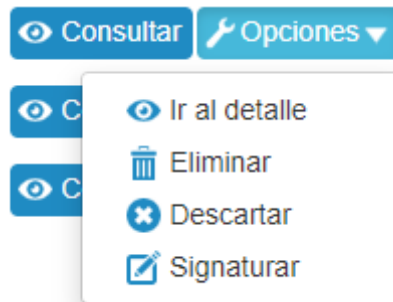 Consultar Opciones
C Ir al detalle
Eliminar
C Descartar
Signaturar